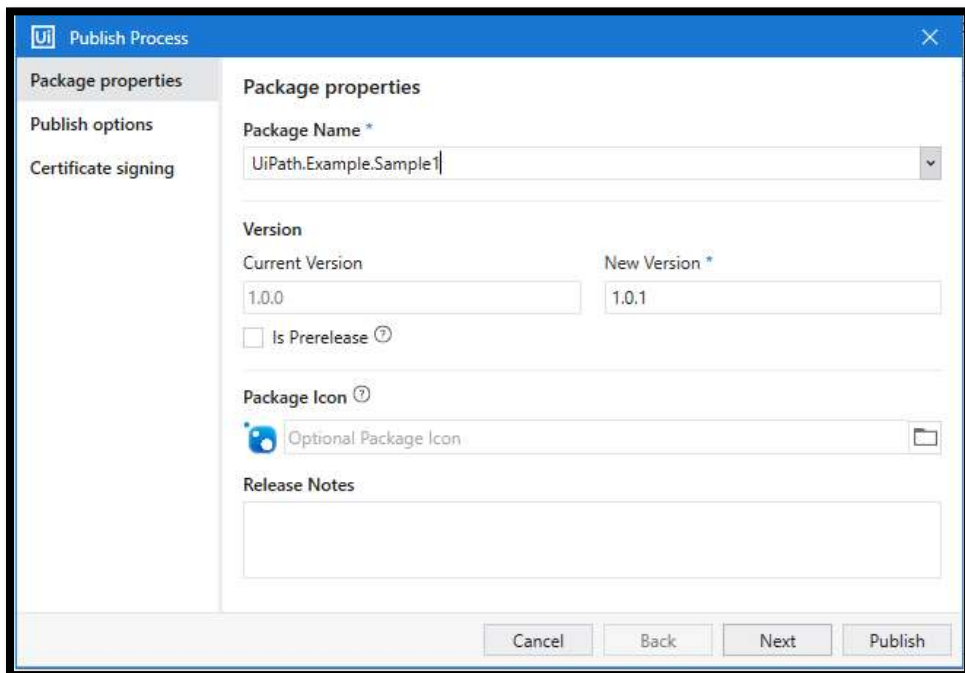 Ui Publish Process
Package properties
Publish options
Certificate signing
Package properties
Package Name *
UiPath.Example.Sample1
Version
Current Version New Version *
1.0.0 1.0.1
Is Prerelease ?
Package Icon ?
Optional Package Icon
Release Notes
Cancel Back Next Publish